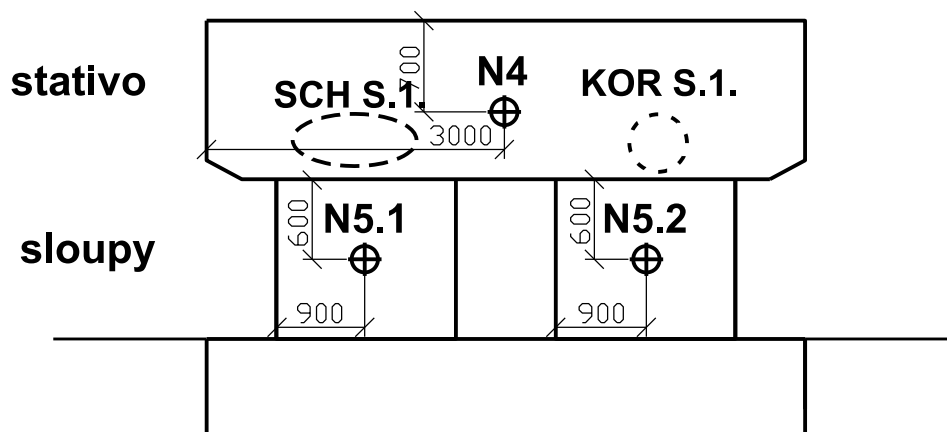 700
N4
KOR S.1.
stativo
SCH S.1.
3000
600
N5.1
600
N5.2
sloupy
900
900